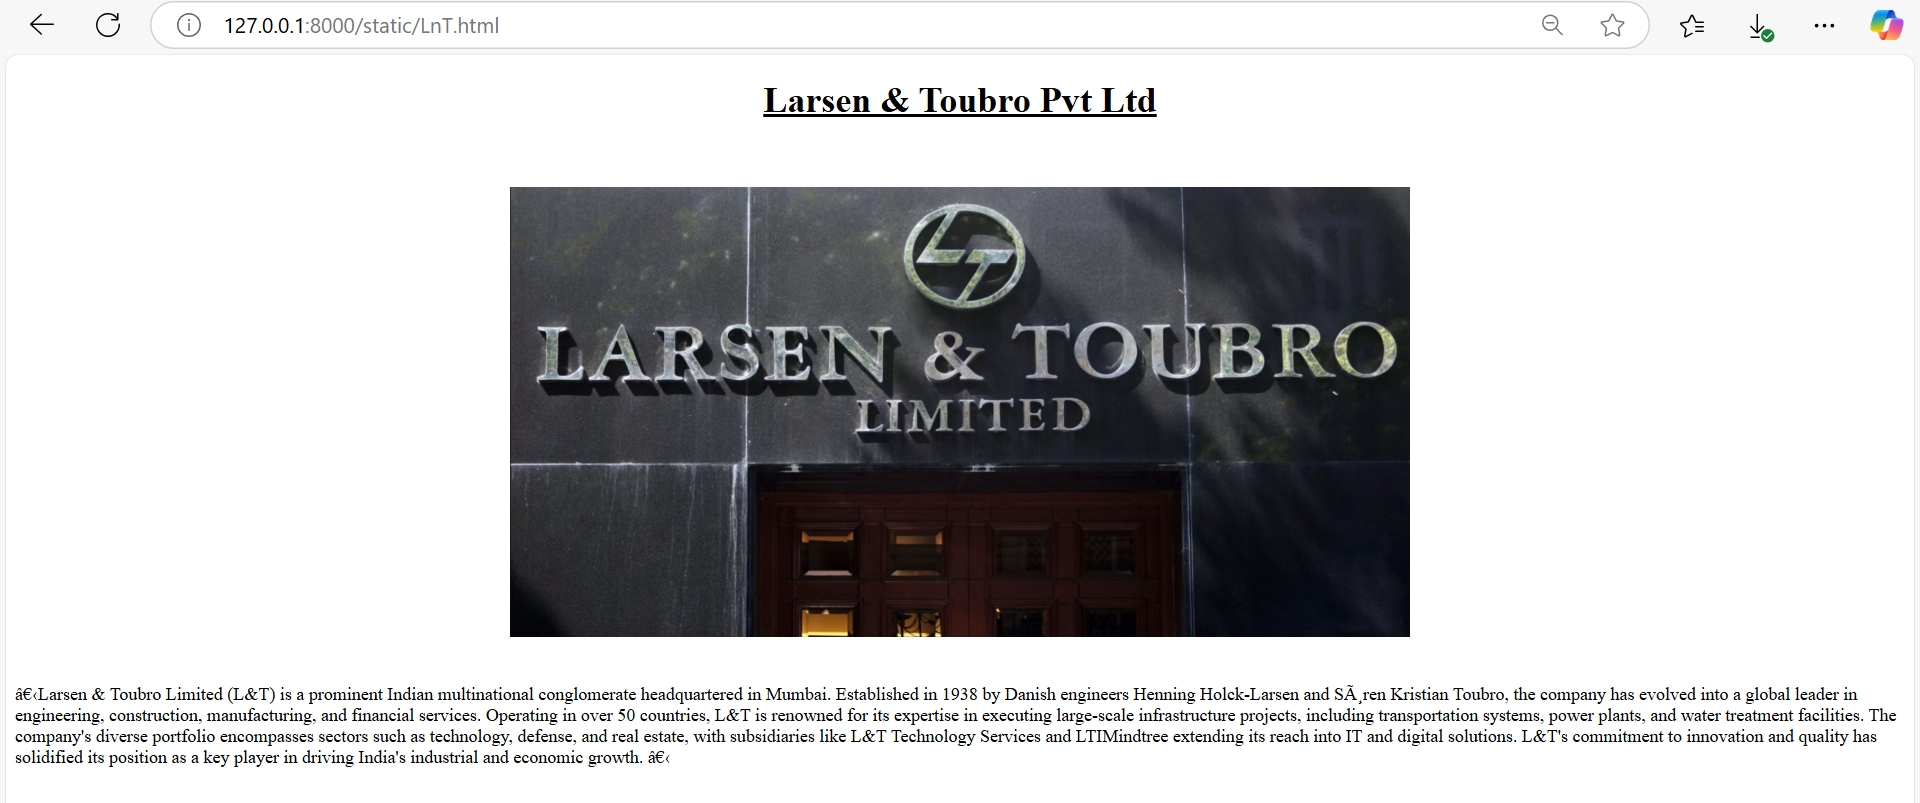 127.0.0.1:8000/static/LnT.html
Larsen & Toubro Pvt Ltd
LT
LARSEN & TOUBRO
LIMITED
â€‹Larsen & Toubro Limited (L&T) is a prominent Indian multinational conglomerate headquartered in Mumbai. Established in 1938 by Danish engineers Henning Holck-Larsen and SÃ¸ren Kristian Toubro, the company has evolved into a global leader in
engineering, construction, manufacturing, and financial services. Operating in over 50 countries, L&T is renowned for its expertise in executing large-scale infrastructure projects, including transportation systems, power plants, and water treatment facilities. The
company's diverse portfolio encompasses sectors such as technology, defense, and real estate, with subsidiaries like L&T Technology Services and LTIMindtree extending its reach into IT and digital solutions. L&T's commitment to innovation and quality has
solidified its position as a key player in driving India's industrial and economic growth. â€‹